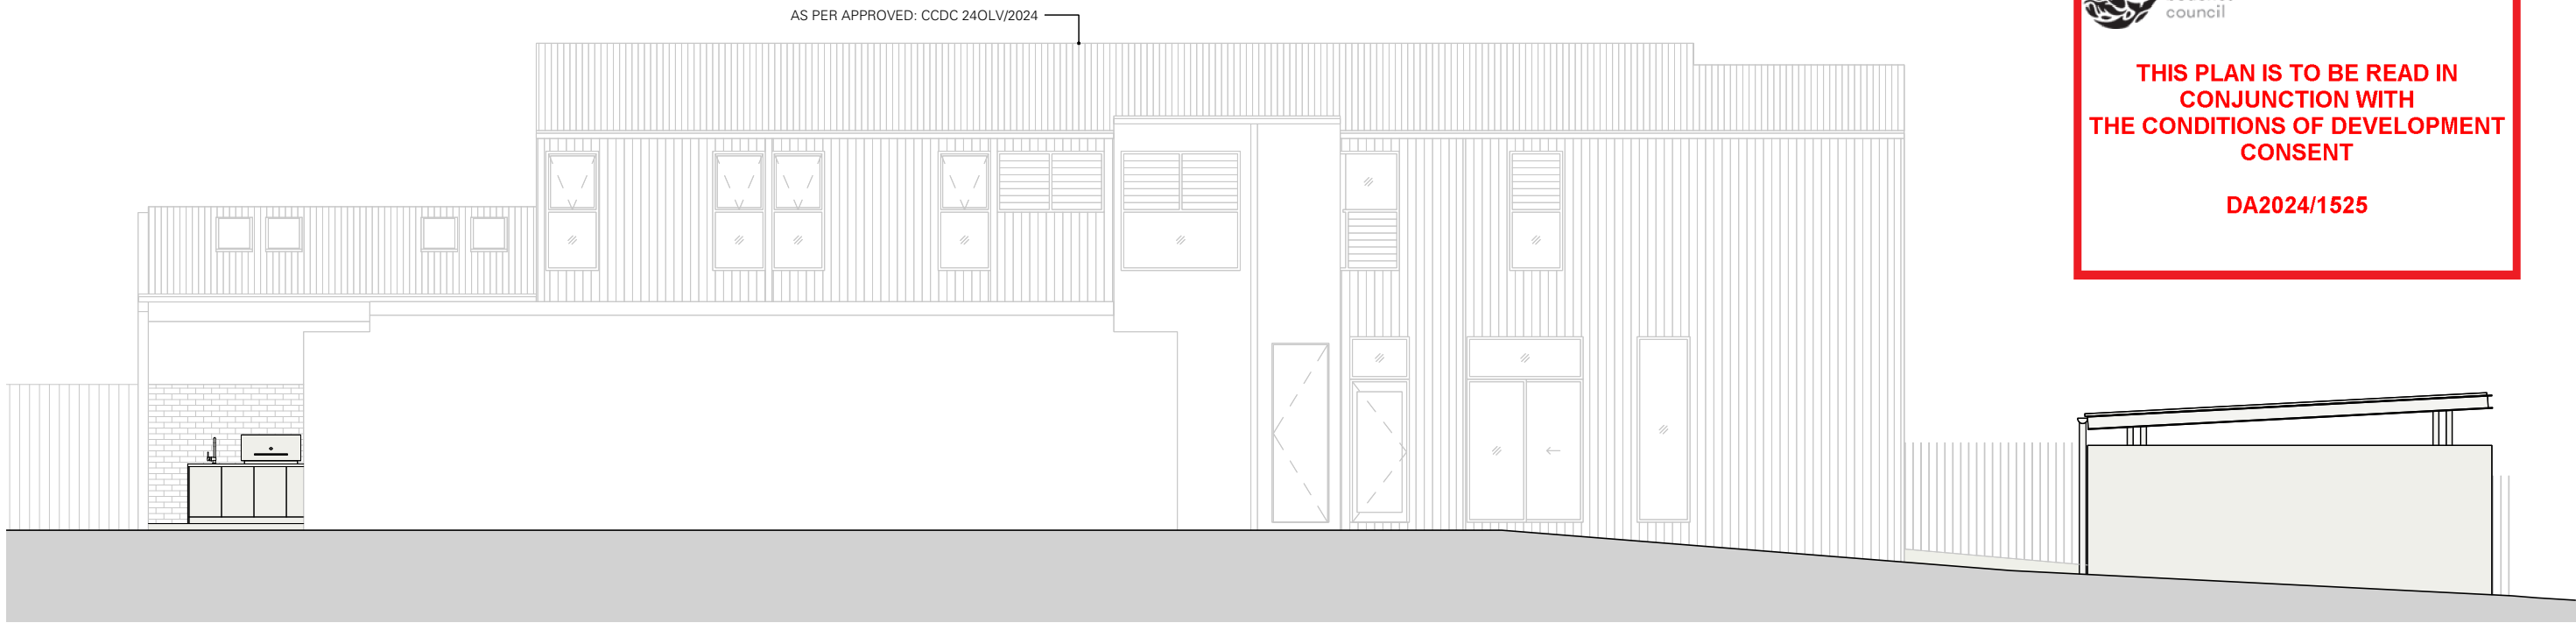 AS PER APPROVED: CCDC 24OLV/2024
council
THIS PLAN IS TO BE READ IN
CONJUNCTION WITH
THE CONDITIONS OF DEVELOPMENT
CONSENT
DA2024/1525